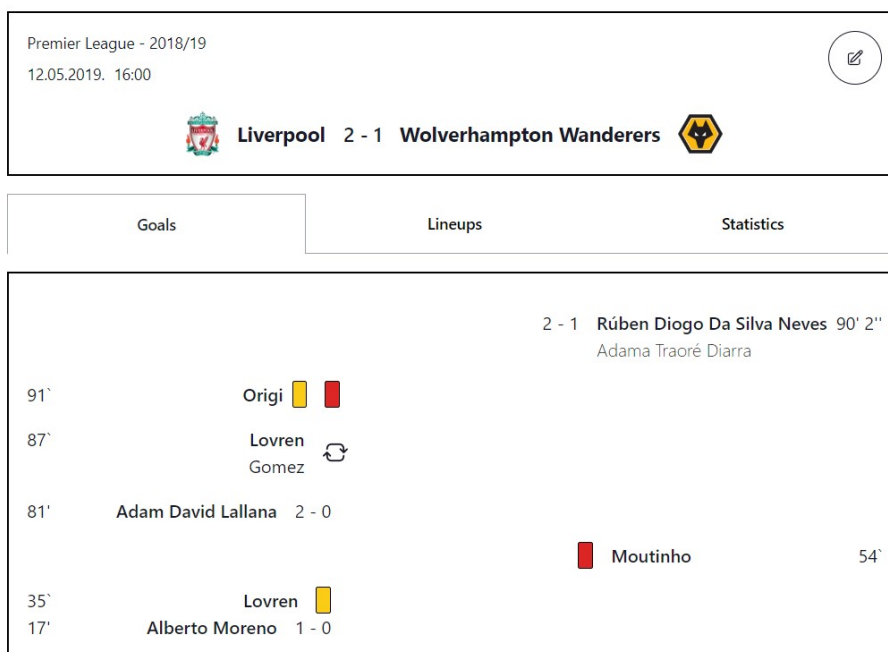 Premier League - 2018/19
12.05.2019. 16:00
Liverpool 2 - 1 Wolverhampton Wanderers
Goals Lineups Statistics
2 - 1 Rúben Diogo Da Silva Neves 90' 2''
Adama Traoré Diarra
91` Origi
87` Lovren
Gomez
81' Adam David Lallana 2 - 0
Moutinho 54`
35` Lovren
17' Alberto Moreno 1 - 0